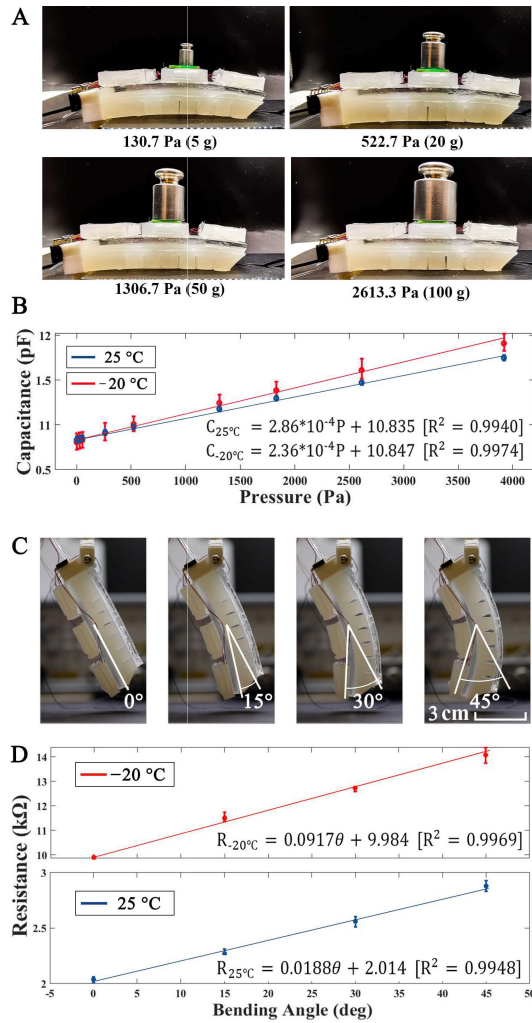 A
130.7 Pa (5 g)
522.7 Pa (20 g)
1306.7 Pa (50 g)
2613.3 Pa (100 g)
B
Capacitance (pF)
12
11.5
11
0.5
25 °C
−20 °C
C25°C = 2.86*10-4P + 10.835 [R2 = 0.9940]
C-20°C = 2.36*10-4P + 10.847 [R2 = 0.9974]
0 500 1000 1500 2000 2500 3000 3500 4000
Pressure (Pa)
C
0°
15°
30°
45°
3 cm
D
Resistance (kΩ)
14
13
12
11
10
−20 °C
R-20°C = 0.0917θ + 9.984 [R2 = 0.9969]
3
2.5
2
25 °C
R25°C = 0.0188θ + 2.014 [R2 = 0.9948]
-5 0 5 10 15 20 25 30 35 40 45 50
Bending Angle (deg)